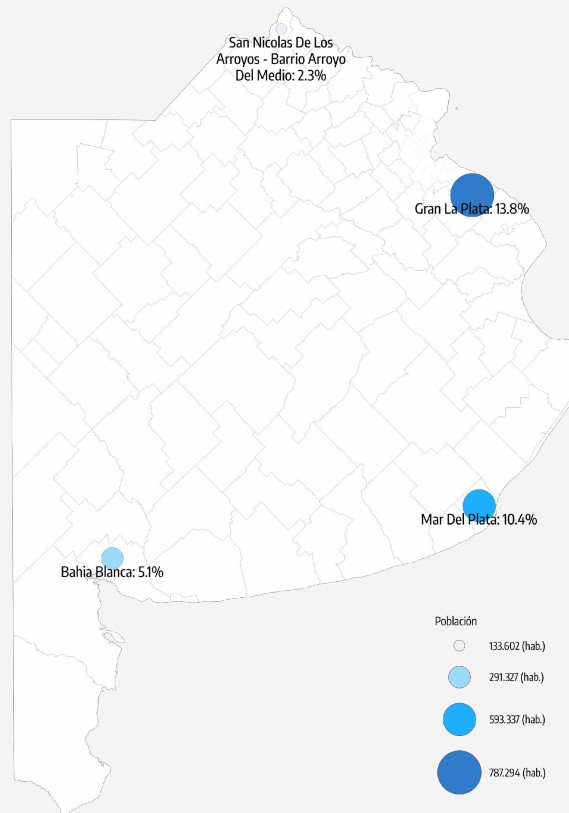 San Nicolas De Los
Arroyos - Barrio Arroyo
Del Medio: 2.3%
Gran La Plata: 13.8%
Mar Del Plata: 10.4%
Bahia Blanca: 5.1%
Población
133.602 (hab.)
291.327 (hab.)
593.337 (hab.)
787.294 (hab.)